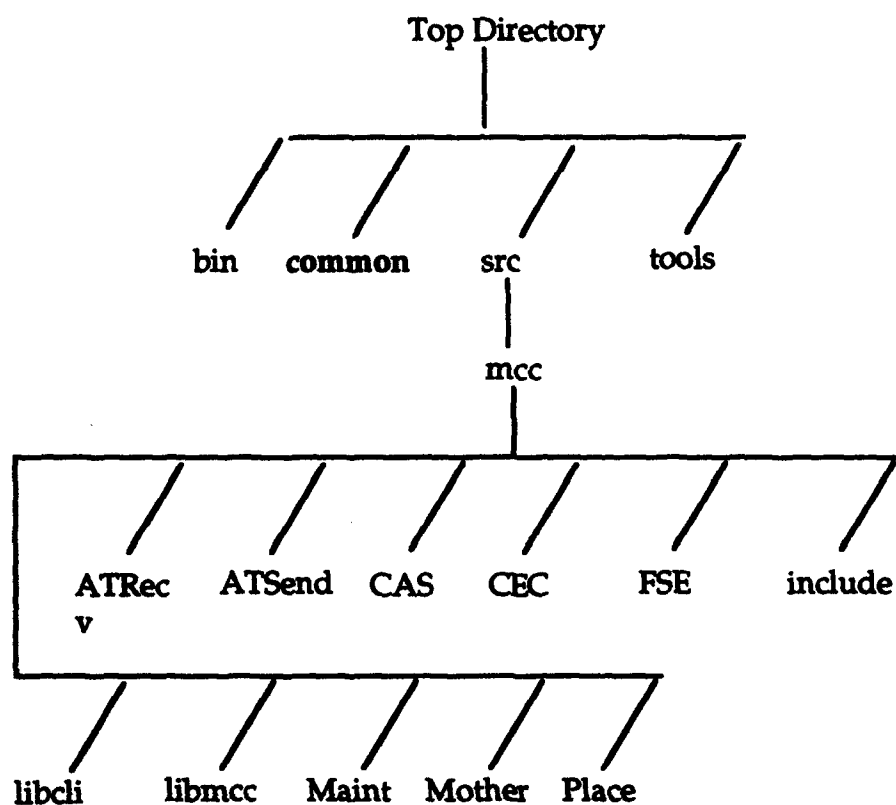 Top Directory
bin common src tools
mcc
ATRec ATSend CAS CEC FSE include
v
libcli libmcc Maint Mother Place